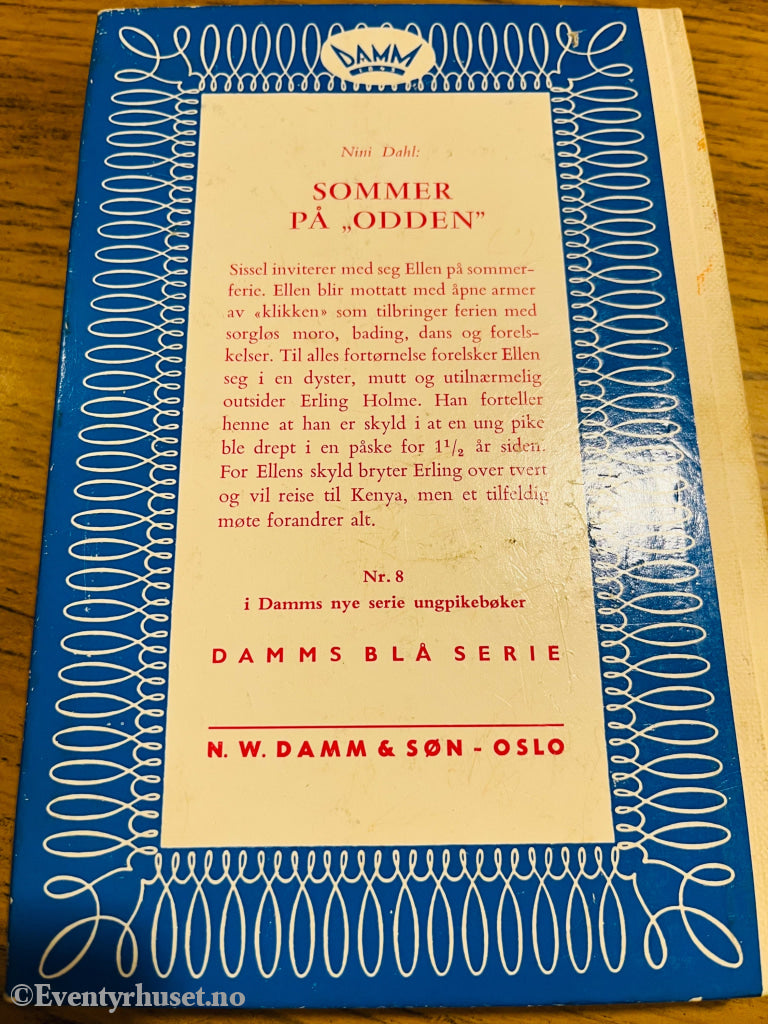 DAMM
1843
Nini Dahl:
SOMMER
PÅ „ODDEN”
Sissel inviterer med seg Ellen på sommer-
ferie. Ellen blir mottatt med åpne armer
av «klikken» som tilbringer ferien med
sorgløs moro, bading, dans og forels-
kelser. Til alles fortørnelse forelsker Ellen
seg i en dyster, mutt og utilnærmelig
outsider Erling Holme. Han forteller
henne at han er skyld i at en ung pike
ble drept i en påske for 1¹/₂ år siden.
For Ellens skyld bryter Erling over tvert
og vil reise til Kenya, men et tilfeldig
møte forandrer alt.
Nr. 8
i Damms nye serie ungpikebøker
DAMMS BLÅ SERIE
N. W. DAMM & SØN - OSLO
©Eventyrhuset.no